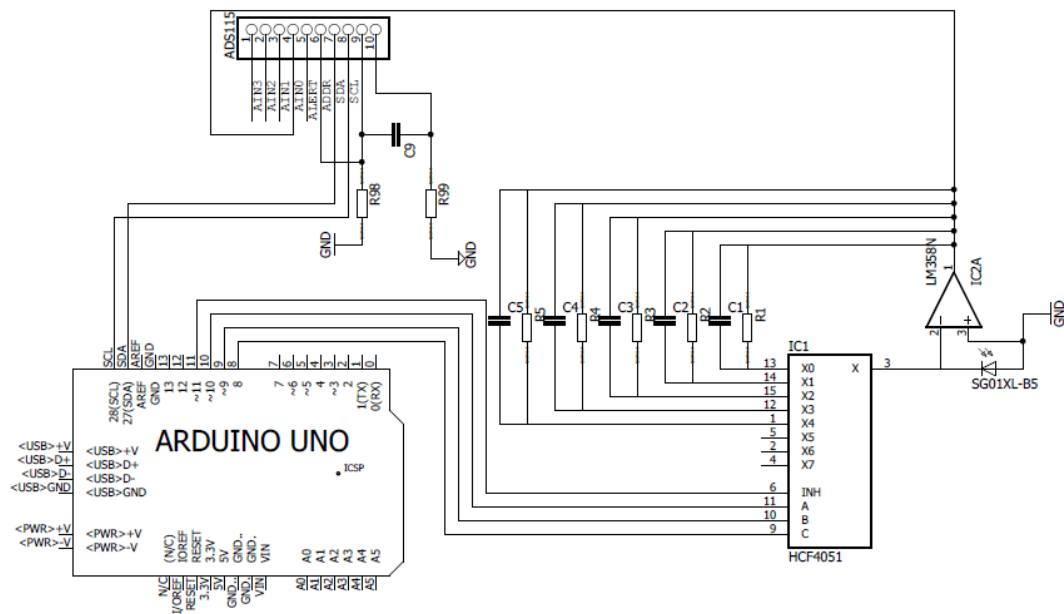 ADS115
1
2
3
4
5
6
7
8
9
10
AIN3
AIN2
AIN1
AIN0
ALERT
ADDR
SDA
SCL
C9
R98
R99
GND
GND
LM358N
1
IC2A
2
3
GND
SG01XL-B5
C5
R5
C4
R4
C3
R3
C2
R2
C1
R1
IC1
13 X0 X 3
14 X1
15 X2
12 X3
1 X4
5 X5
2 X6
4 X7
6 INH
11 A
10 B
9 C
HCF4051
SCL
SDA
AREF
GND
13
12
11
10
9
8
7
6
5
4
3
2
1
0
28(SCL)
27(SDA)
AREF
GND
13
12
~11
~10
~9
8
7
~6
~5
4
~3
2
1(TX)
0(RX)
ARDUINO UNO
ICSP
<USB>+V <USB>+V
<USB>D+ <USB>D+
<USB>D- <USB>D-
<USB>GND <USB>GND
<PWR>+V <PWR>+V
<PWR>-V <PWR>-V
(N/C)
IOREF
RESET
3.3V
5V
GND..
GND.
VIN
A0
A1
A2
A3
A4
A5
N/C
I/OREF
RESET
3.3V
5V
GND..
GND.
VIN
A0
A1
A2
A3
A4
A5